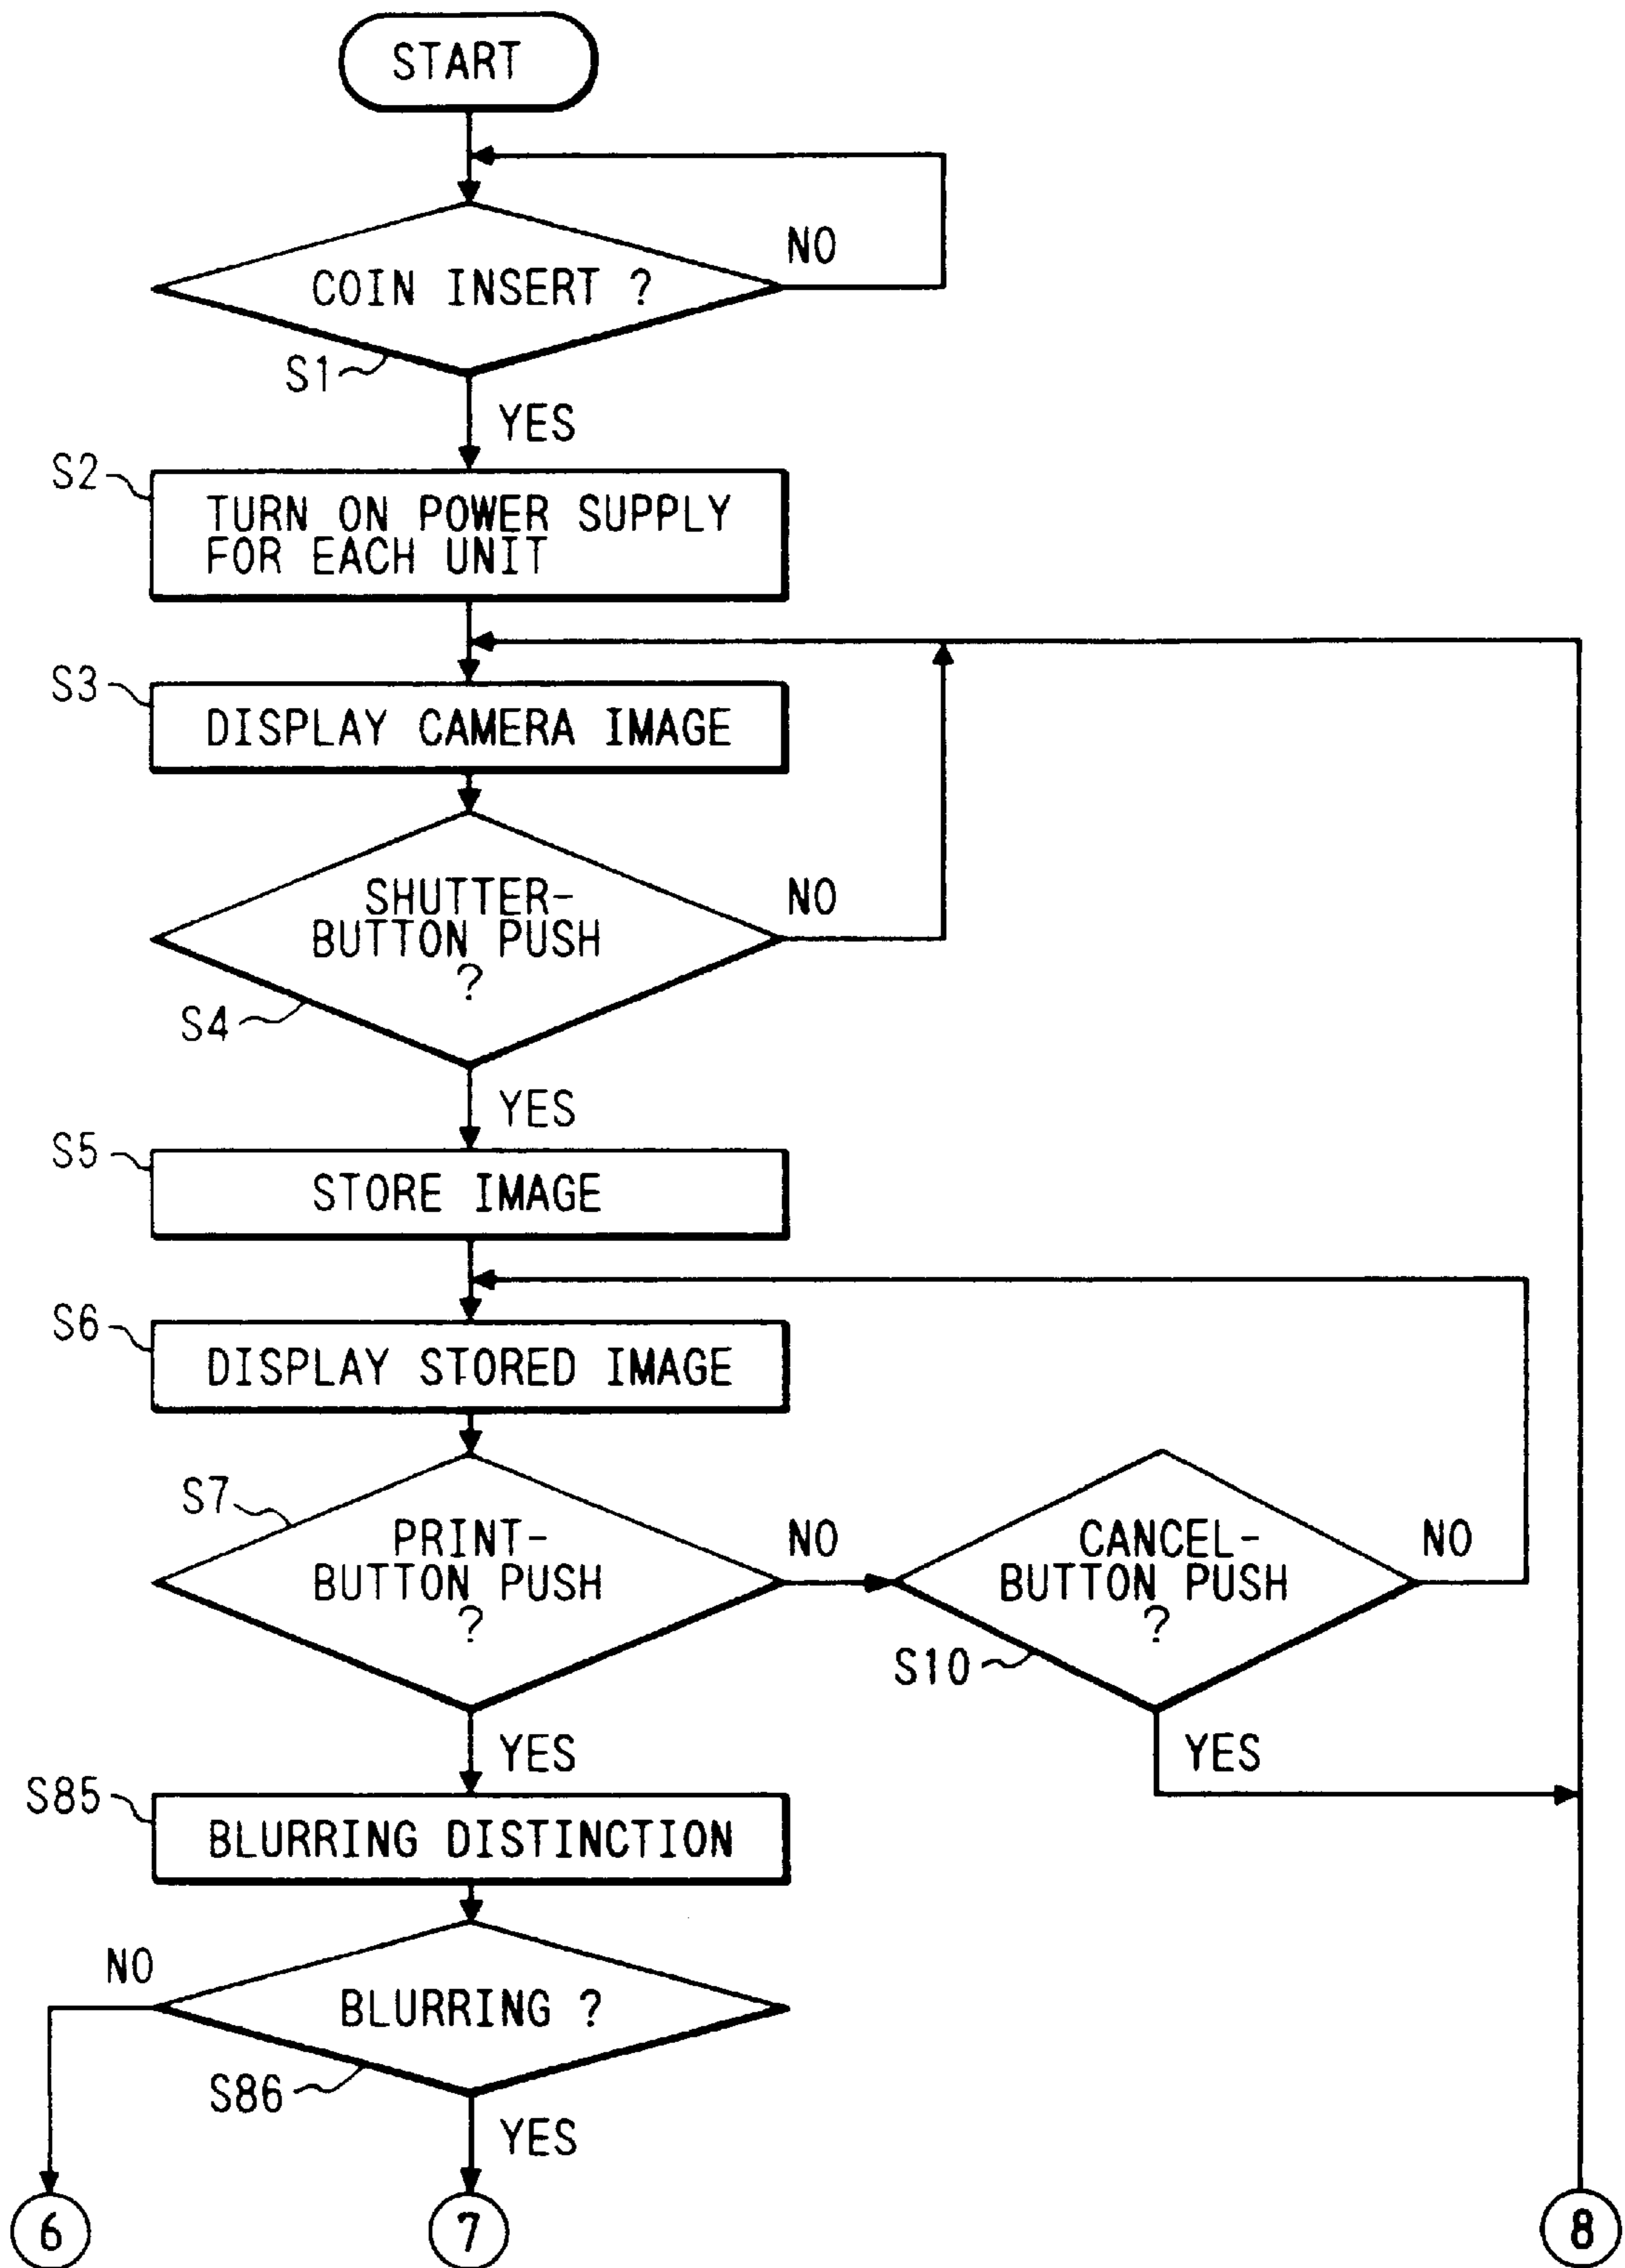 START
COIN INSERT ?
NO
S1
YES
S2
TURN ON POWER SUPPLY
FOR EACH UNIT
S3
DISPLAY CAMERA IMAGE
SHUTTER-
BUTTON PUSH
?
NO
S4
YES
S5
STORE IMAGE
S6
DISPLAY STORED IMAGE
S7
PRINT-
BUTTON PUSH
?
NO
CANCEL-
BUTTON PUSH
?
NO
S10
YES
YES
S85
BLURRING DISTINCTION
NO
BLURRING ?
S86
YES
6
7
8